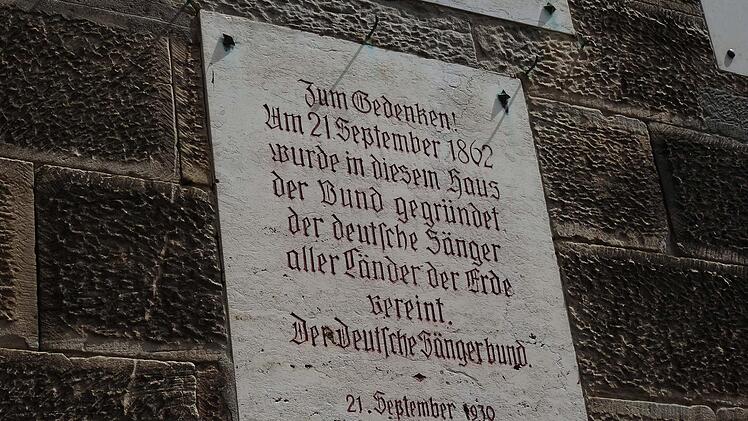 Zum Gedenken!
Am 21 September 1862
wurde in diesem Haus
der Bund gegründet.
der deutſche Sänger
aller Länder der Erde
vereint.
Der Deutſche Sängerbund.
21. September 1930